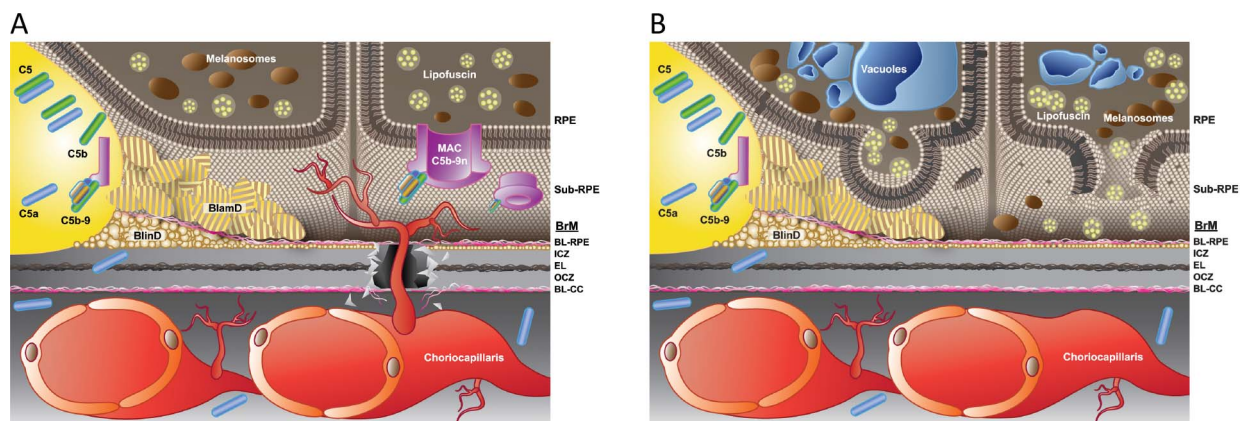 A
C5
C5b
C5a
C5b-9
Melanosomes
Lipofuscin
MAC
C5b-9n
BlamD
BlinD
Choriocapillaris
RPE
Sub-RPE
BrM
BL-RPE
ICZ
EL
OCZ
BL-CC
B
C5
C5b
C5a
C5b-9
Vacuoles
Lipofuscin
Melanosomes
BlinD
Choriocapillaris
RPE
Sub-RPE
BrM
BL-RPE
ICZ
EL
OCZ
BL-CC